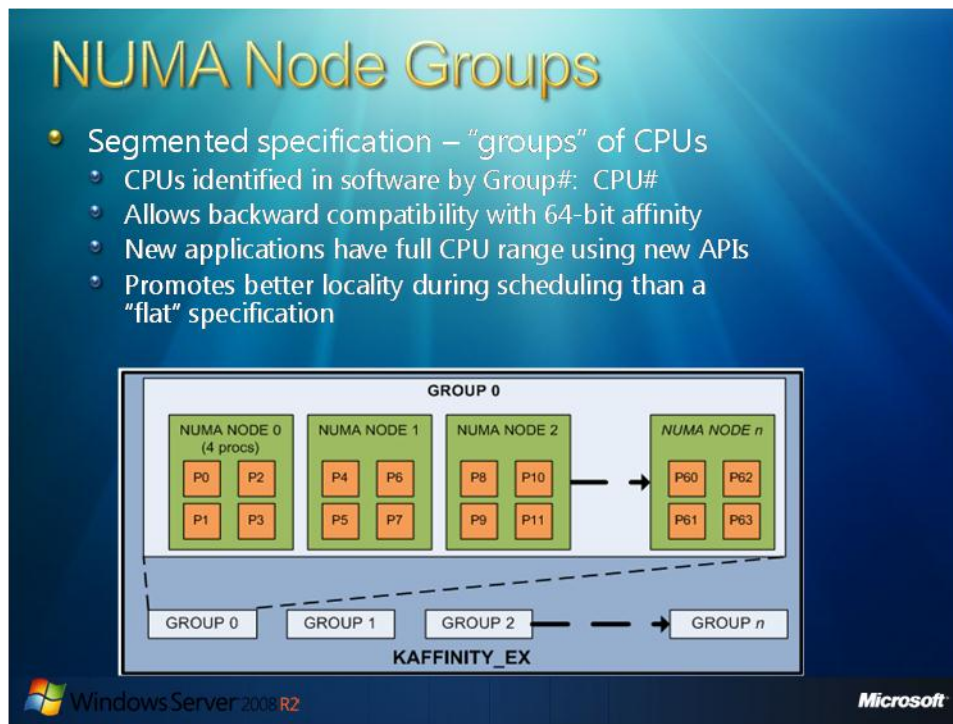 NUMA Node Groups
Segmented specification – "groups" of CPUs
CPUs identified in software by Group#: CPU#
Allows backward compatibility with 64-bit affinity
New applications have full CPU range using new APIs
Promotes better locality during scheduling than a
"flat" specification
GROUP 0
NUMA NODE 0
(4 procs)
P0 P2
P1 P3
NUMA NODE 1
P4 P6
P5 P7
NUMA NODE 2
P8 P10
P9 P11
NUMA NODE n
P60 P62
P61 P63
GROUP 0 GROUP 1 GROUP 2 GROUP n
KAFFINITY_EX
Windows Server 2008 R2
Microsoft